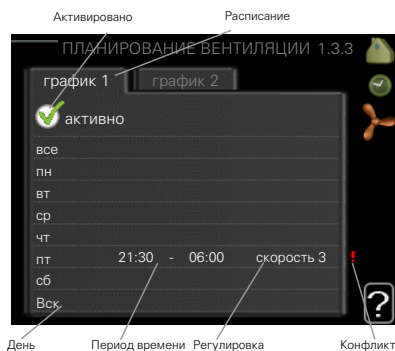 Активировано Расписание
ПЛАНИРОВАНИЕ ВЕНТИЛЯЦИИ 1.3.3
график 1 график 2
активно
все
пн
вт
ср
чт
пт 21:30 - 06:00 скорость 3 !
сб
Вск
?
День Период времени Регулировка Конфликт